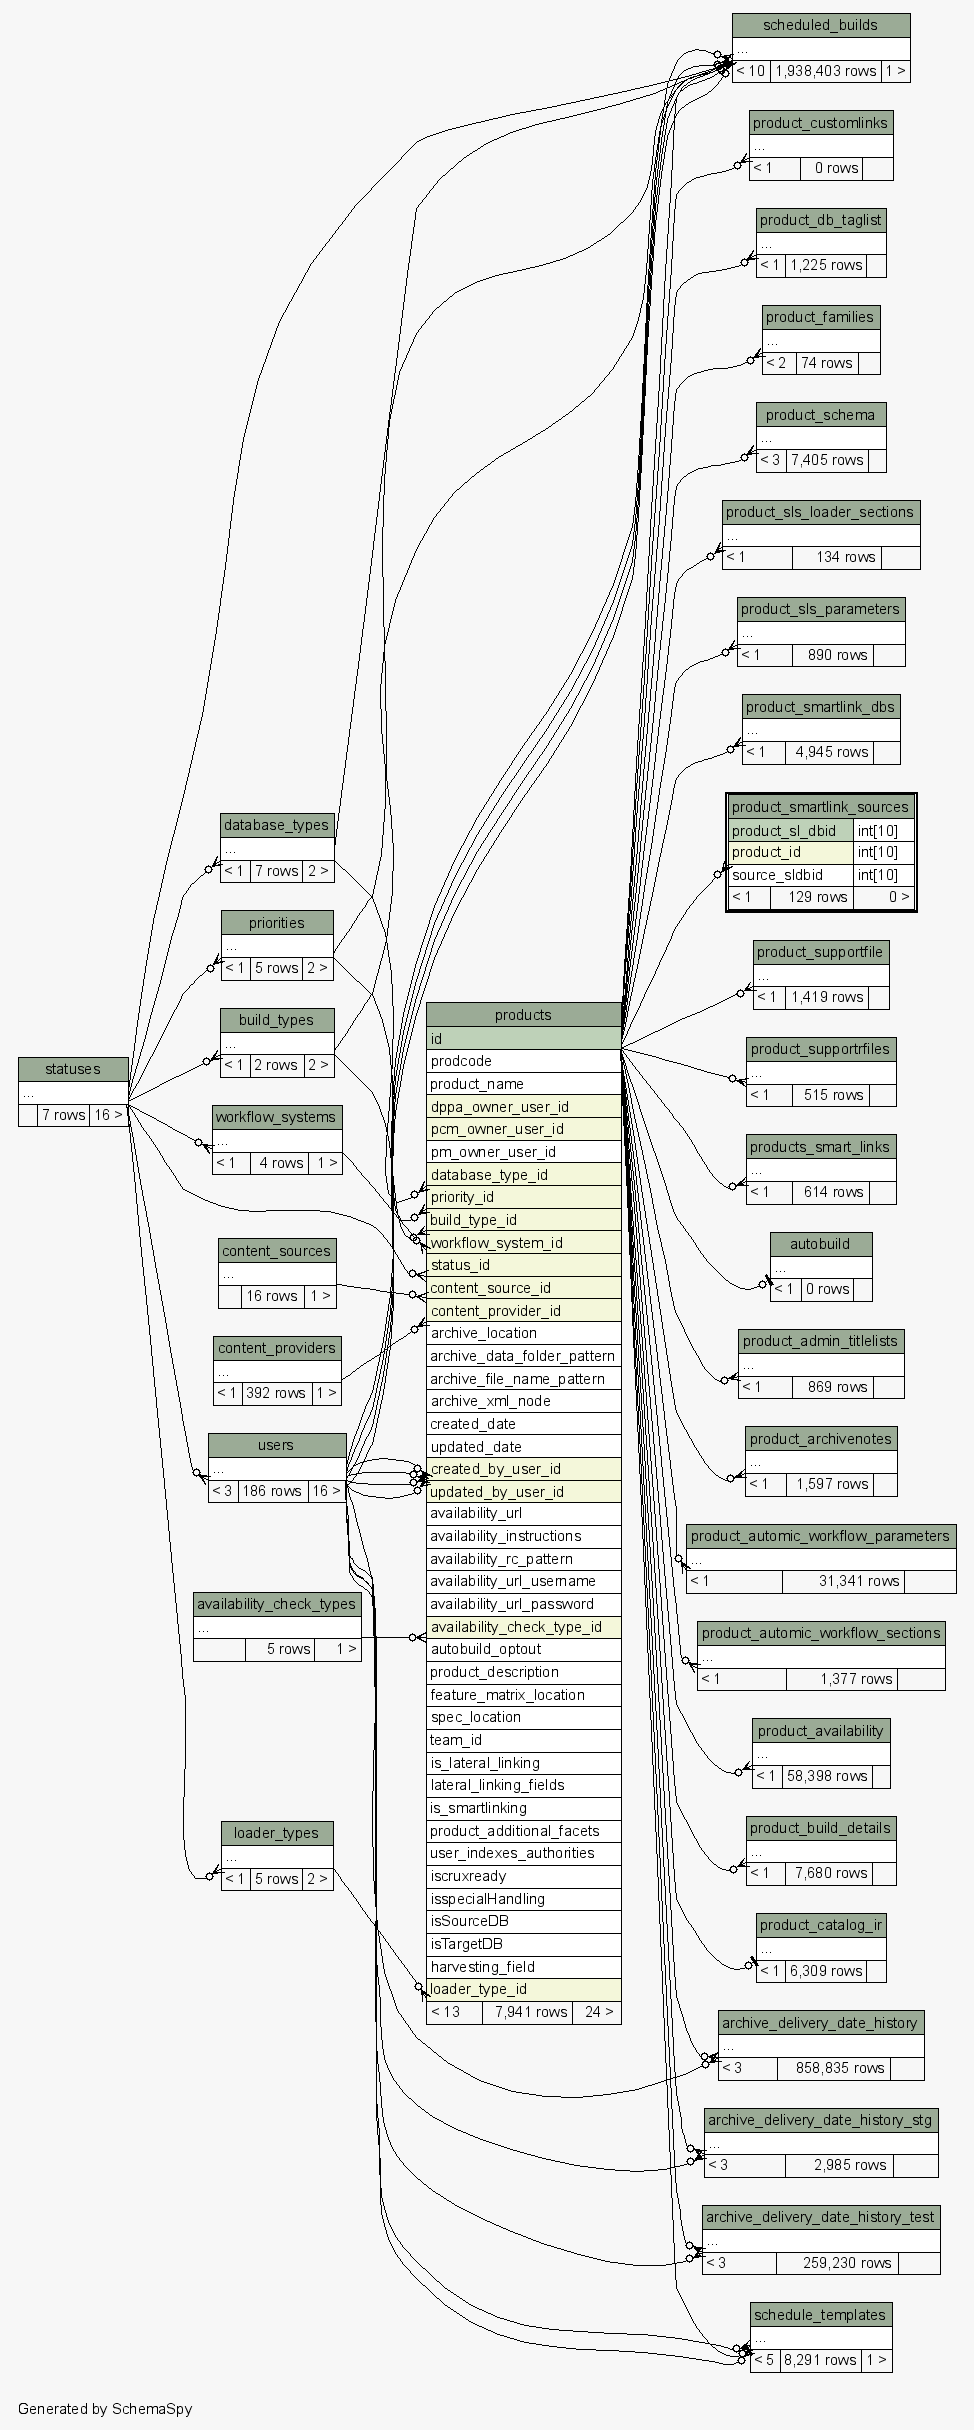 scheduled_builds
...
< 10 1,938,403 rows 1 >
product_customlinks
...
< 1 0 rows
product_db_taglist
...
< 1 1,225 rows
product_families
...
< 2 74 rows
product_schema
...
< 3 7,405 rows
product_sls_loader_sections
...
< 1 134 rows
product_sls_parameters
...
< 1 890 rows
product_smartlink_dbs
...
< 1 4,945 rows
product_smartlink_sources
product_sl_dbid int[10]
product_id int[10]
source_sldbid int[10]
< 1 129 rows 0 >
product_supportfile
...
< 1 1,419 rows
product_supportrfiles
...
< 1 515 rows
products_smart_links
...
< 1 614 rows
autobuild
...
< 1 0 rows
product_admin_titlelists
...
< 1 869 rows
product_archivenotes
...
< 1 1,597 rows
product_automic_workflow_parameters
...
< 1 31,341 rows
product_automic_workflow_sections
...
< 1 1,377 rows
product_availability
...
< 1 58,398 rows
product_build_details
...
< 1 7,680 rows
product_catalog_ir
...
< 1 6,309 rows
archive_delivery_date_history
...
< 3 858,835 rows
archive_delivery_date_history_stg
...
< 3 2,985 rows
archive_delivery_date_history_test
...
< 3 259,230 rows
schedule_templates
...
< 5 8,291 rows 1 >
database_types
...
< 1 7 rows 2 >
priorities
...
< 1 5 rows 2 >
build_types
...
< 1 2 rows 2 >
statuses
...
7 rows 16 >
workflow_systems
...
< 1 4 rows 1 >
content_sources
...
16 rows 1 >
content_providers
...
< 1 392 rows 1 >
users
...
< 3 186 rows 16 >
availability_check_types
...
5 rows 1 >
loader_types
...
< 1 5 rows 2 >
products
id
prodcode
product_name
dppa_owner_user_id
pcm_owner_user_id
pm_owner_user_id
database_type_id
priority_id
build_type_id
workflow_system_id
status_id
content_source_id
content_provider_id
archive_location
archive_data_folder_pattern
archive_file_name_pattern
archive_xml_node
created_date
updated_date
created_by_user_id
updated_by_user_id
availability_url
availability_instructions
availability_rc_pattern
availability_url_username
availability_url_password
availability_check_type_id
autobuild_optout
product_description
feature_matrix_location
spec_location
team_id
is_lateral_linking
lateral_linking_fields
is_smartlinking
product_additional_facets
user_indexes_authorities
iscruxready
isspecialHandling
isSourceDB
isTargetDB
harvesting_field
loader_type_id
< 13 7,941 rows 24 >
Generated by SchemaSpy